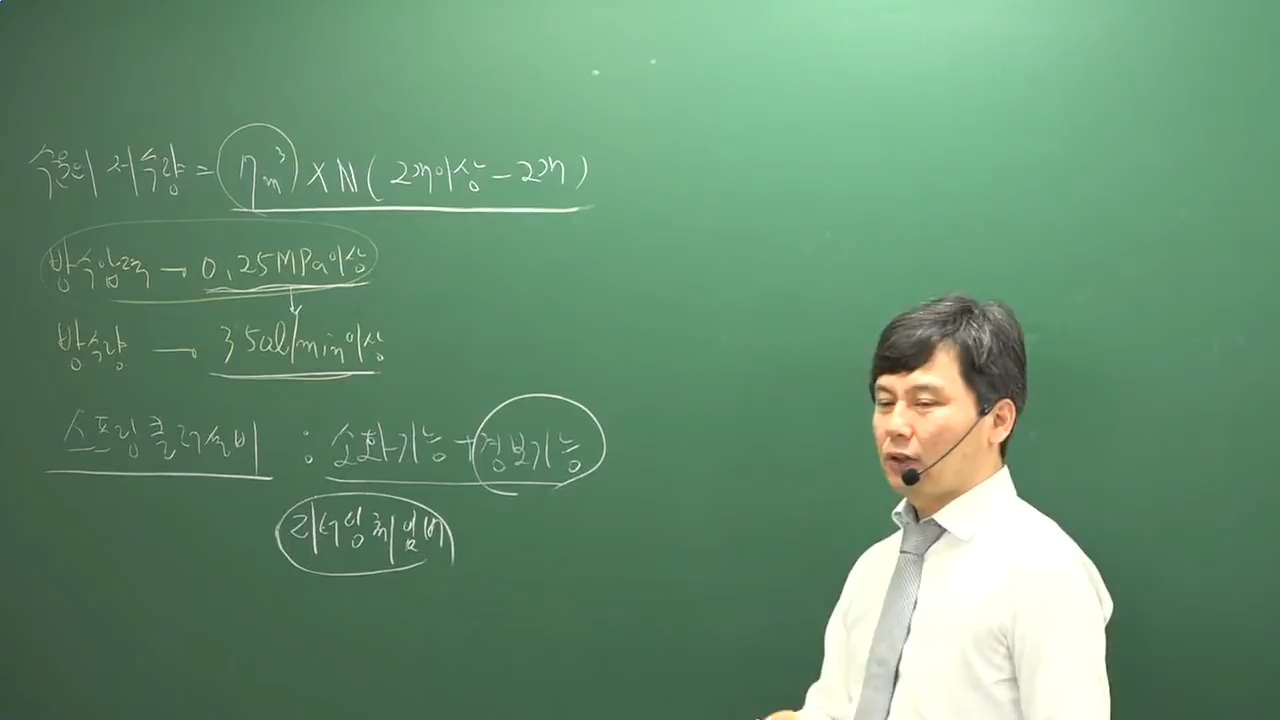 수원의 저수량 = 7m³ X N ( 2개이상 - 2개 )
방수압력 → 0.25MPa이상
방수량 → 350ℓ/min이상
스프링클러설비 : 소화기능 + 경보기능
리타딩 챔버